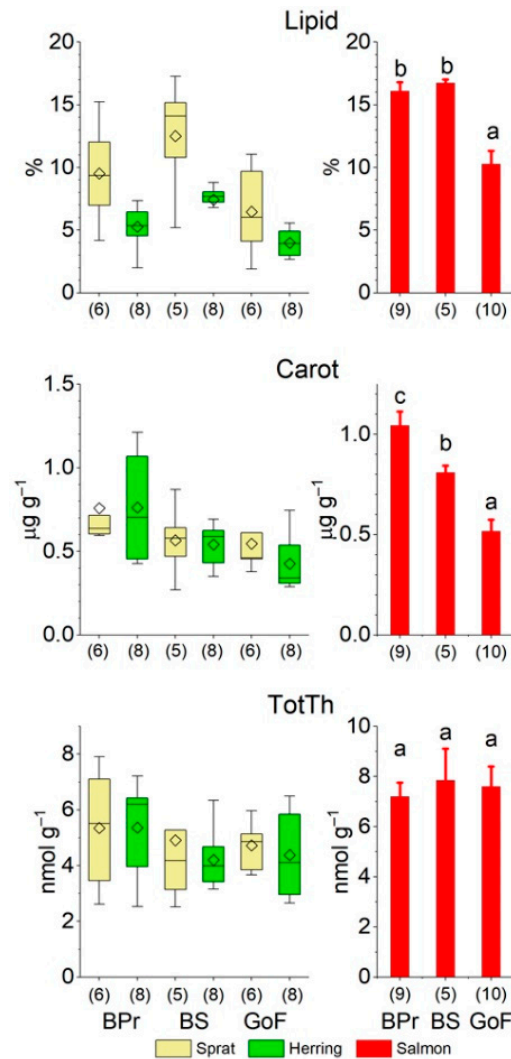 Lipid
20
15
10
5
0
%
(6) (8) (5) (8) (6) (8)
20
15
10
5
0
%
b b a
(9) (5) (10)
Carot
1.5
1.0
0.5
0.0
µg g⁻¹
(6) (8) (5) (8) (6) (8)
1.0
0.5
0.0
µg g⁻¹
c b a
(9) (5) (10)
TotTh
8
6
4
2
0
nmol g⁻¹
(6) (8) (5) (8) (6) (8)
BPr BS GoF
10
8
6
4
2
0
nmol g⁻¹
a a a
(9) (5) (10)
BPr BS GoF
Sprat Herring Salmon